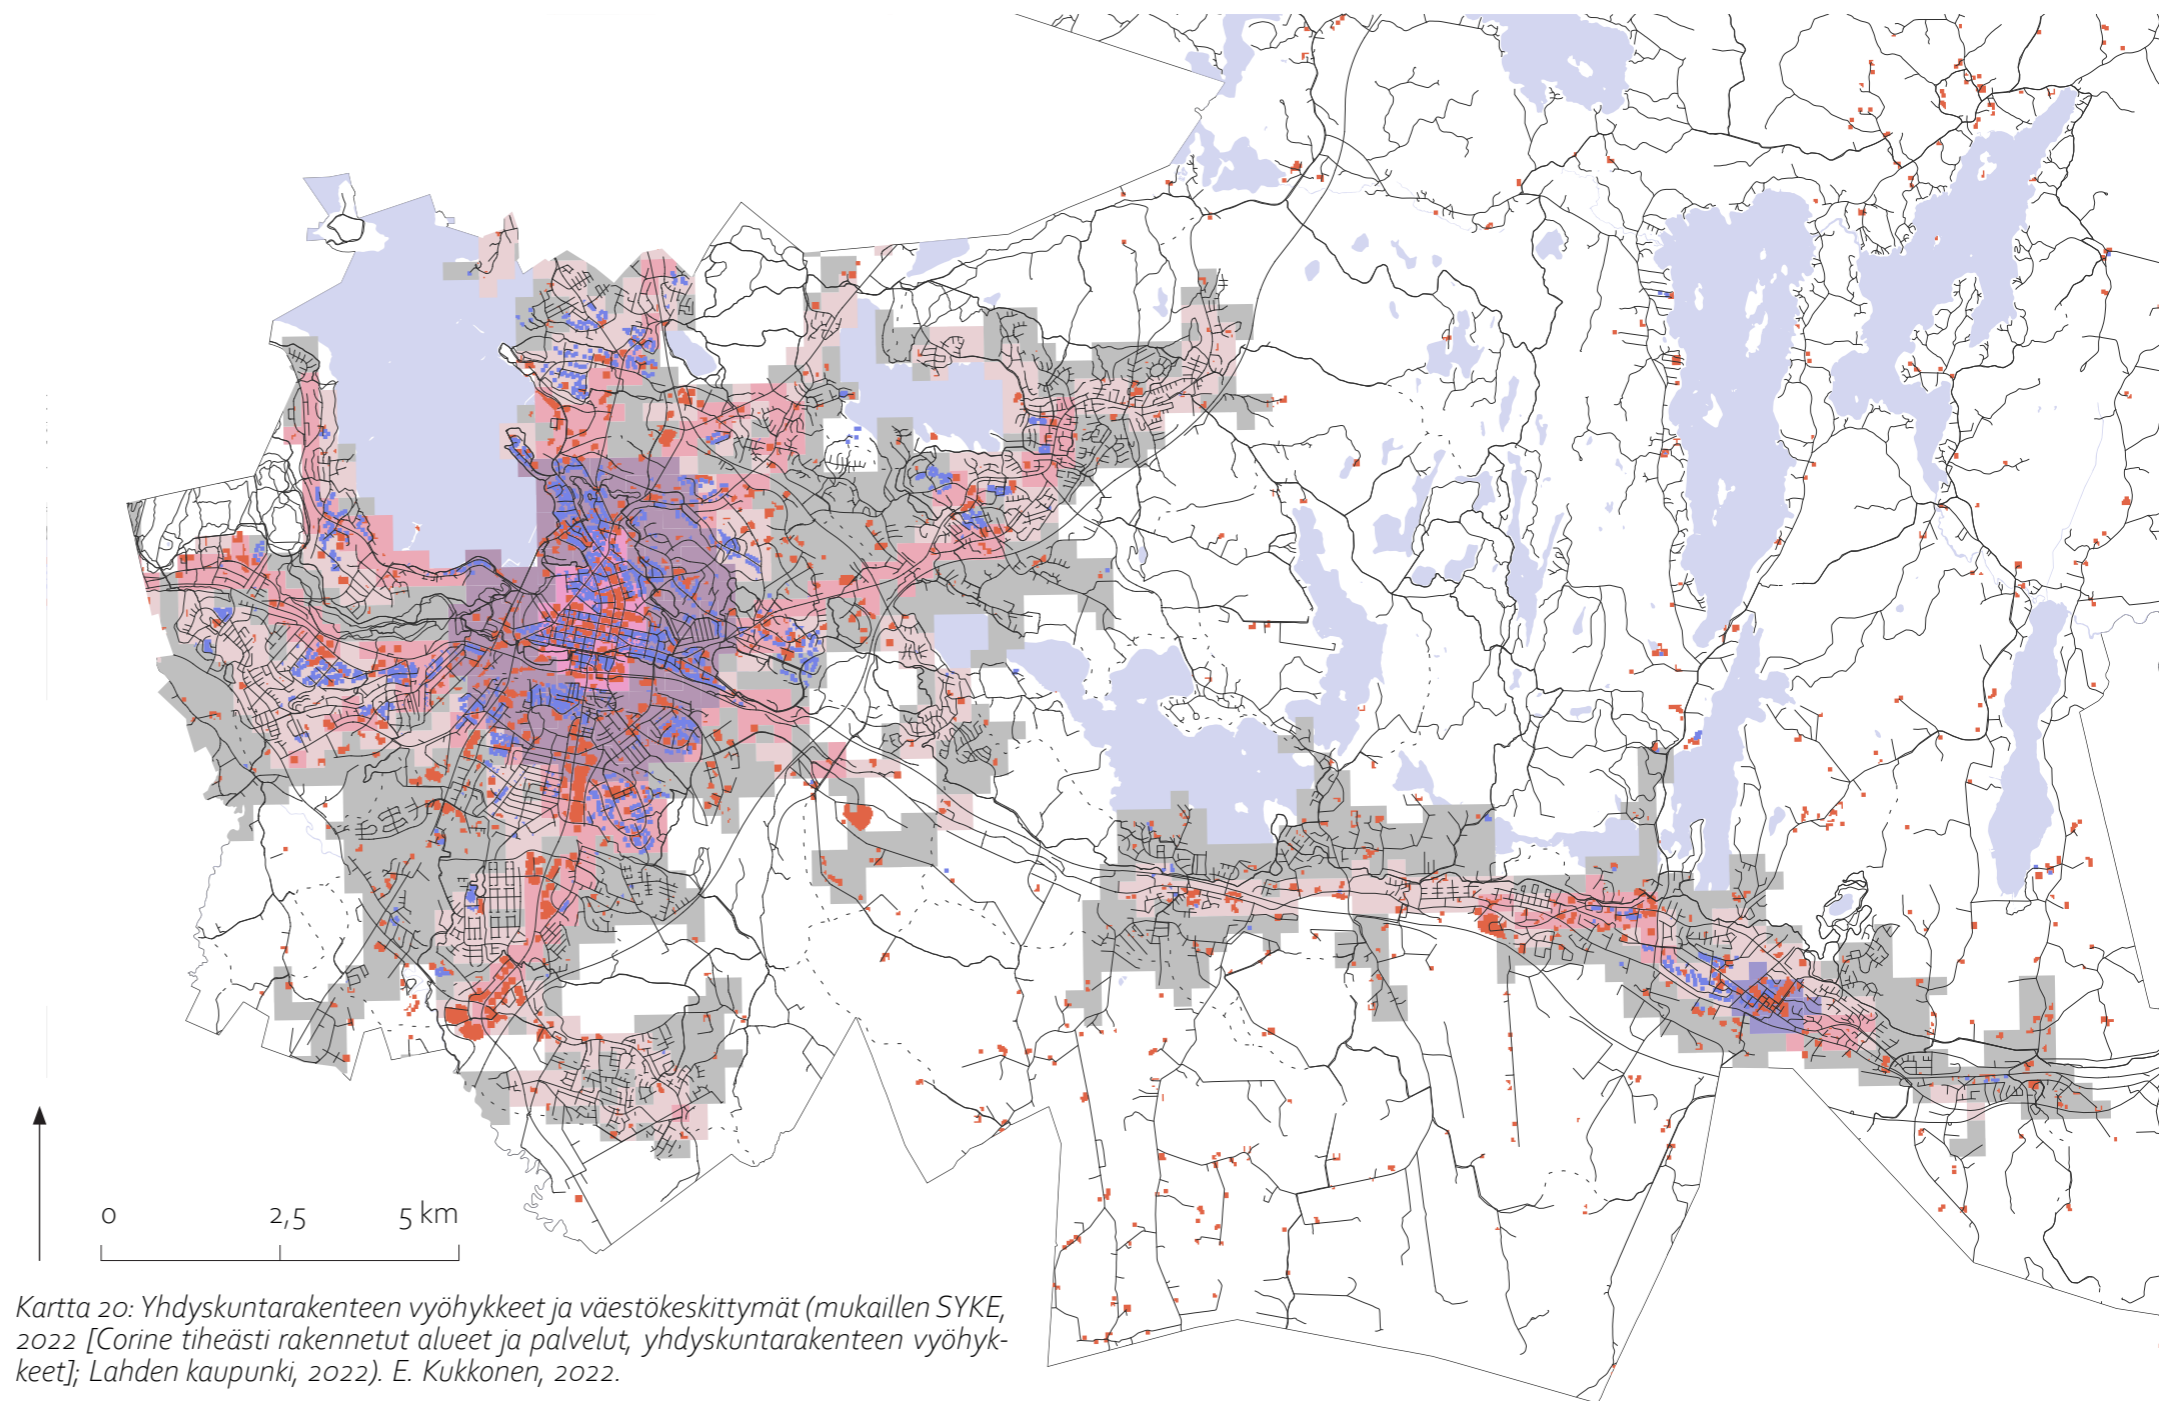 0 2,5 5 km
Kartta 20: Yhdyskuntarakenteen vyöhykkeet ja väestökeskittymät (mukaillen SYKE,
2022 [Corine tiheästi rakennetut alueet ja palvelut, yhdyskuntarakenteen vyöhyk-
keet]; Lahden kaupunki, 2022). E. Kukkonen, 2022.